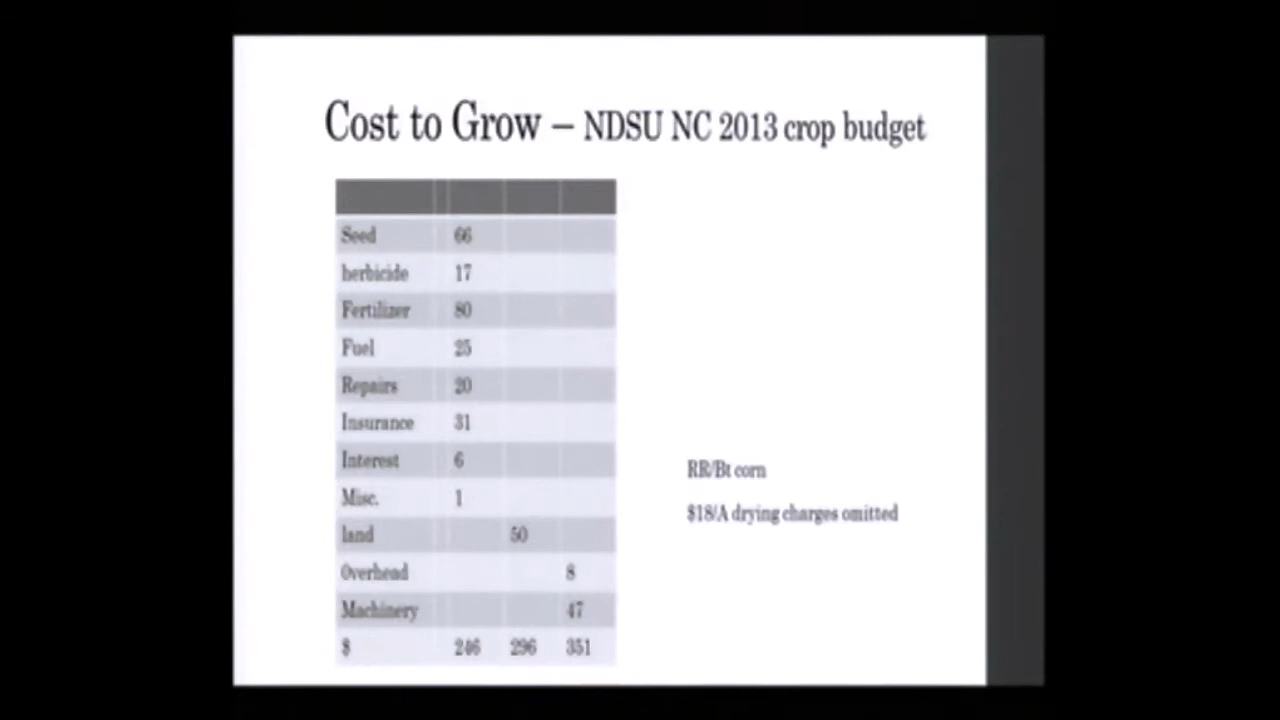 Cost to Grow – NDSU NC 2013 crop budget
Seed 66
herbicide 17
Fertilizer 80
Fuel 25
Repairs 20
Insurance 31
Interest 6
Misc. 1
land 50
Overhead 8
Machinery 47
$ 246 296 351
RR/Bt corn
$18/A drying charges omitted